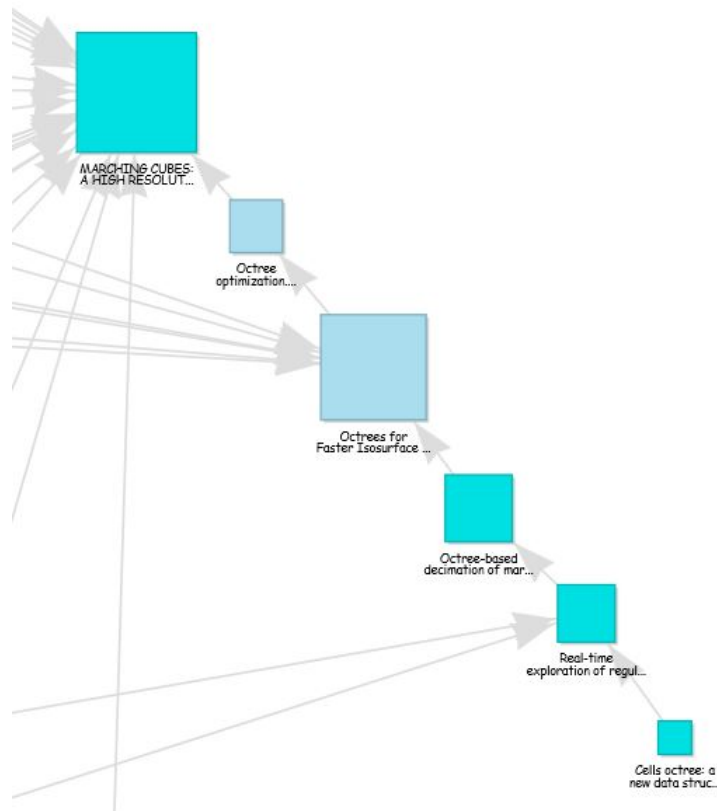 MARCHING CUBES:
A HIGH RESOLUT...
Octree
optimization....
Octrees for
Faster Isosurface ...
Octree-based
decimation of mar...
Real-time
exploration of regul...
Cells octree: a
new data struc...